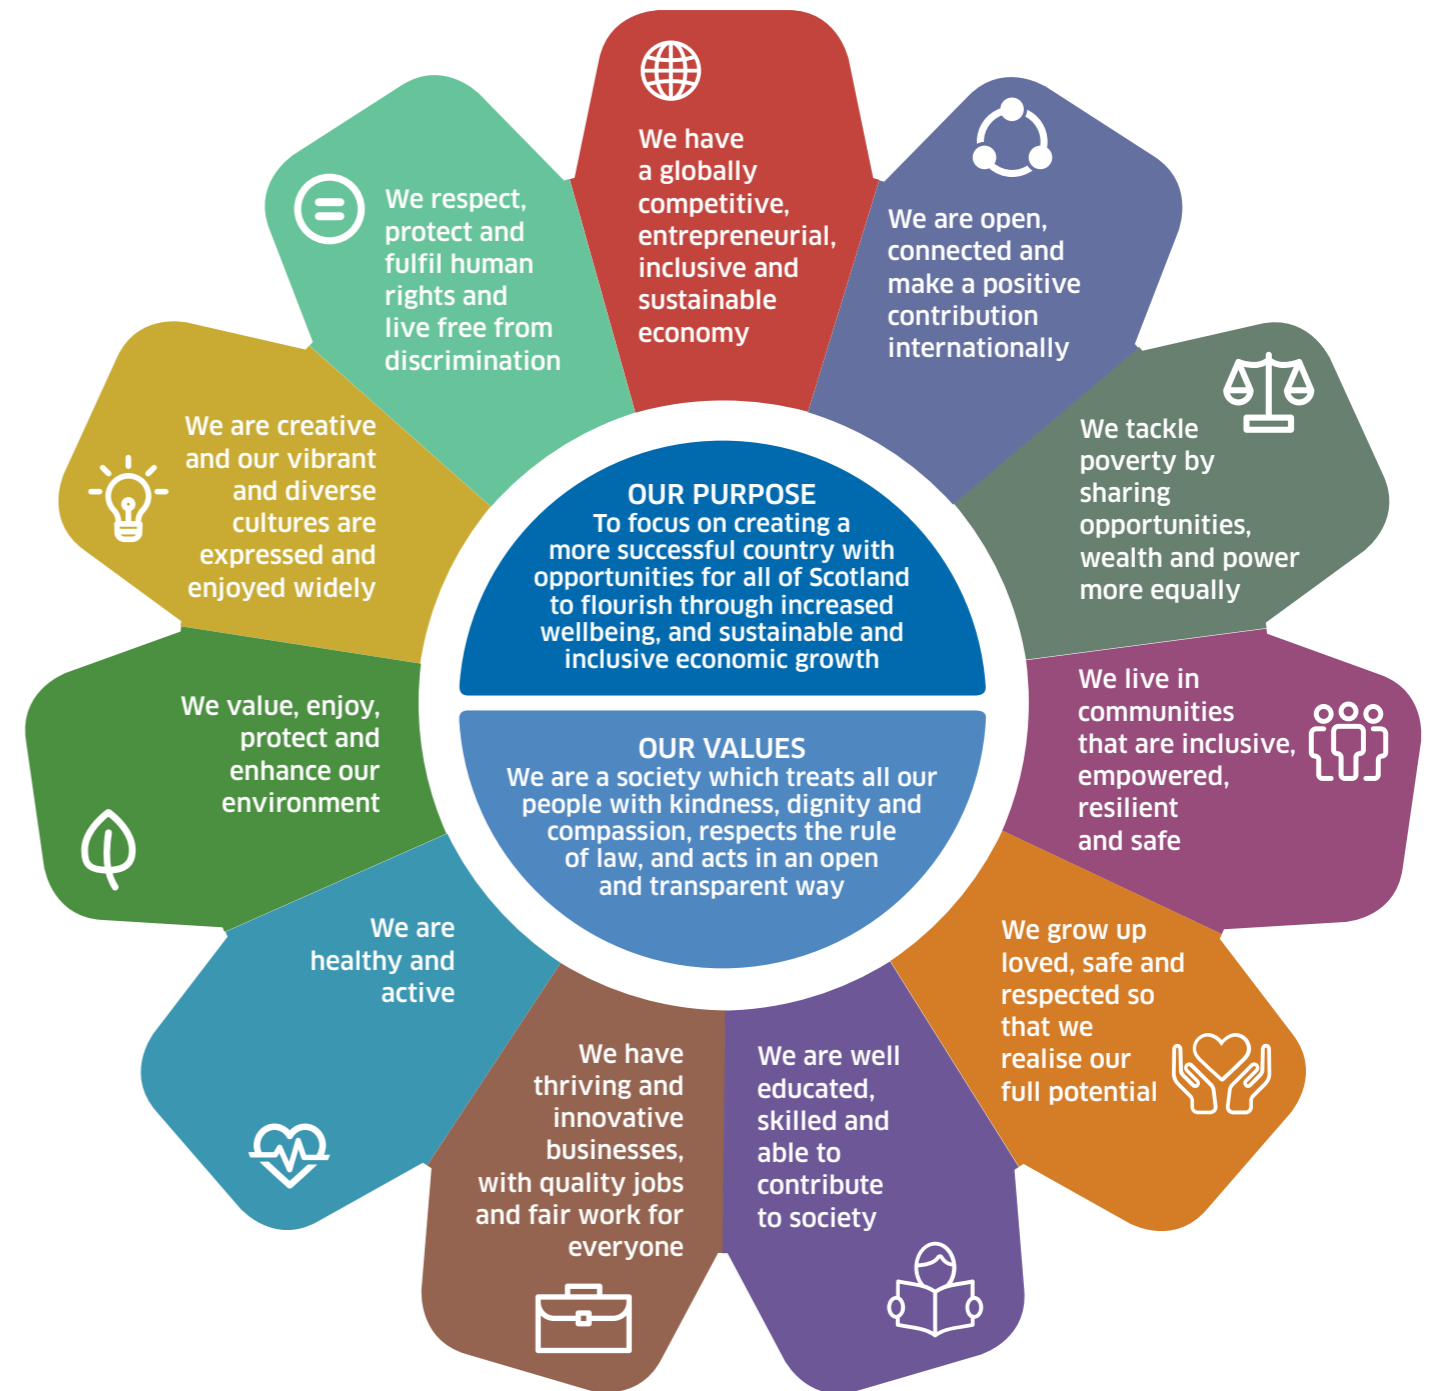 We have
a globally
competitive,
entrepreneurial,
inclusive and
sustainable
economy
We are open,
connected and
make a positive
contribution
internationally
We tackle
poverty by
sharing
opportunities,
wealth and power
more equally
We live in
communities
that are inclusive,
empowered,
resilient
and safe
We grow up
loved, safe and
respected so
that we
realise our
full potential
We are well
educated,
skilled and
able to
contribute
to society
We have
thriving and
innovative
businesses,
with quality jobs
and fair work for
everyone
We are
healthy and
active
We value, enjoy,
protect and
enhance our
environment
We are creative
and our vibrant
and diverse
cultures are
expressed and
enjoyed widely
We respect,
protect and
fulfil human
rights and
live free from
discrimination
OUR PURPOSE
To focus on creating a
more successful country with
opportunities for all of Scotland
to flourish through increased
wellbeing, and sustainable and
inclusive economic growth
OUR VALUES
We are a society which treats all our
people with kindness, dignity and
compassion, respects the rule
of law, and acts in an open
and transparent way